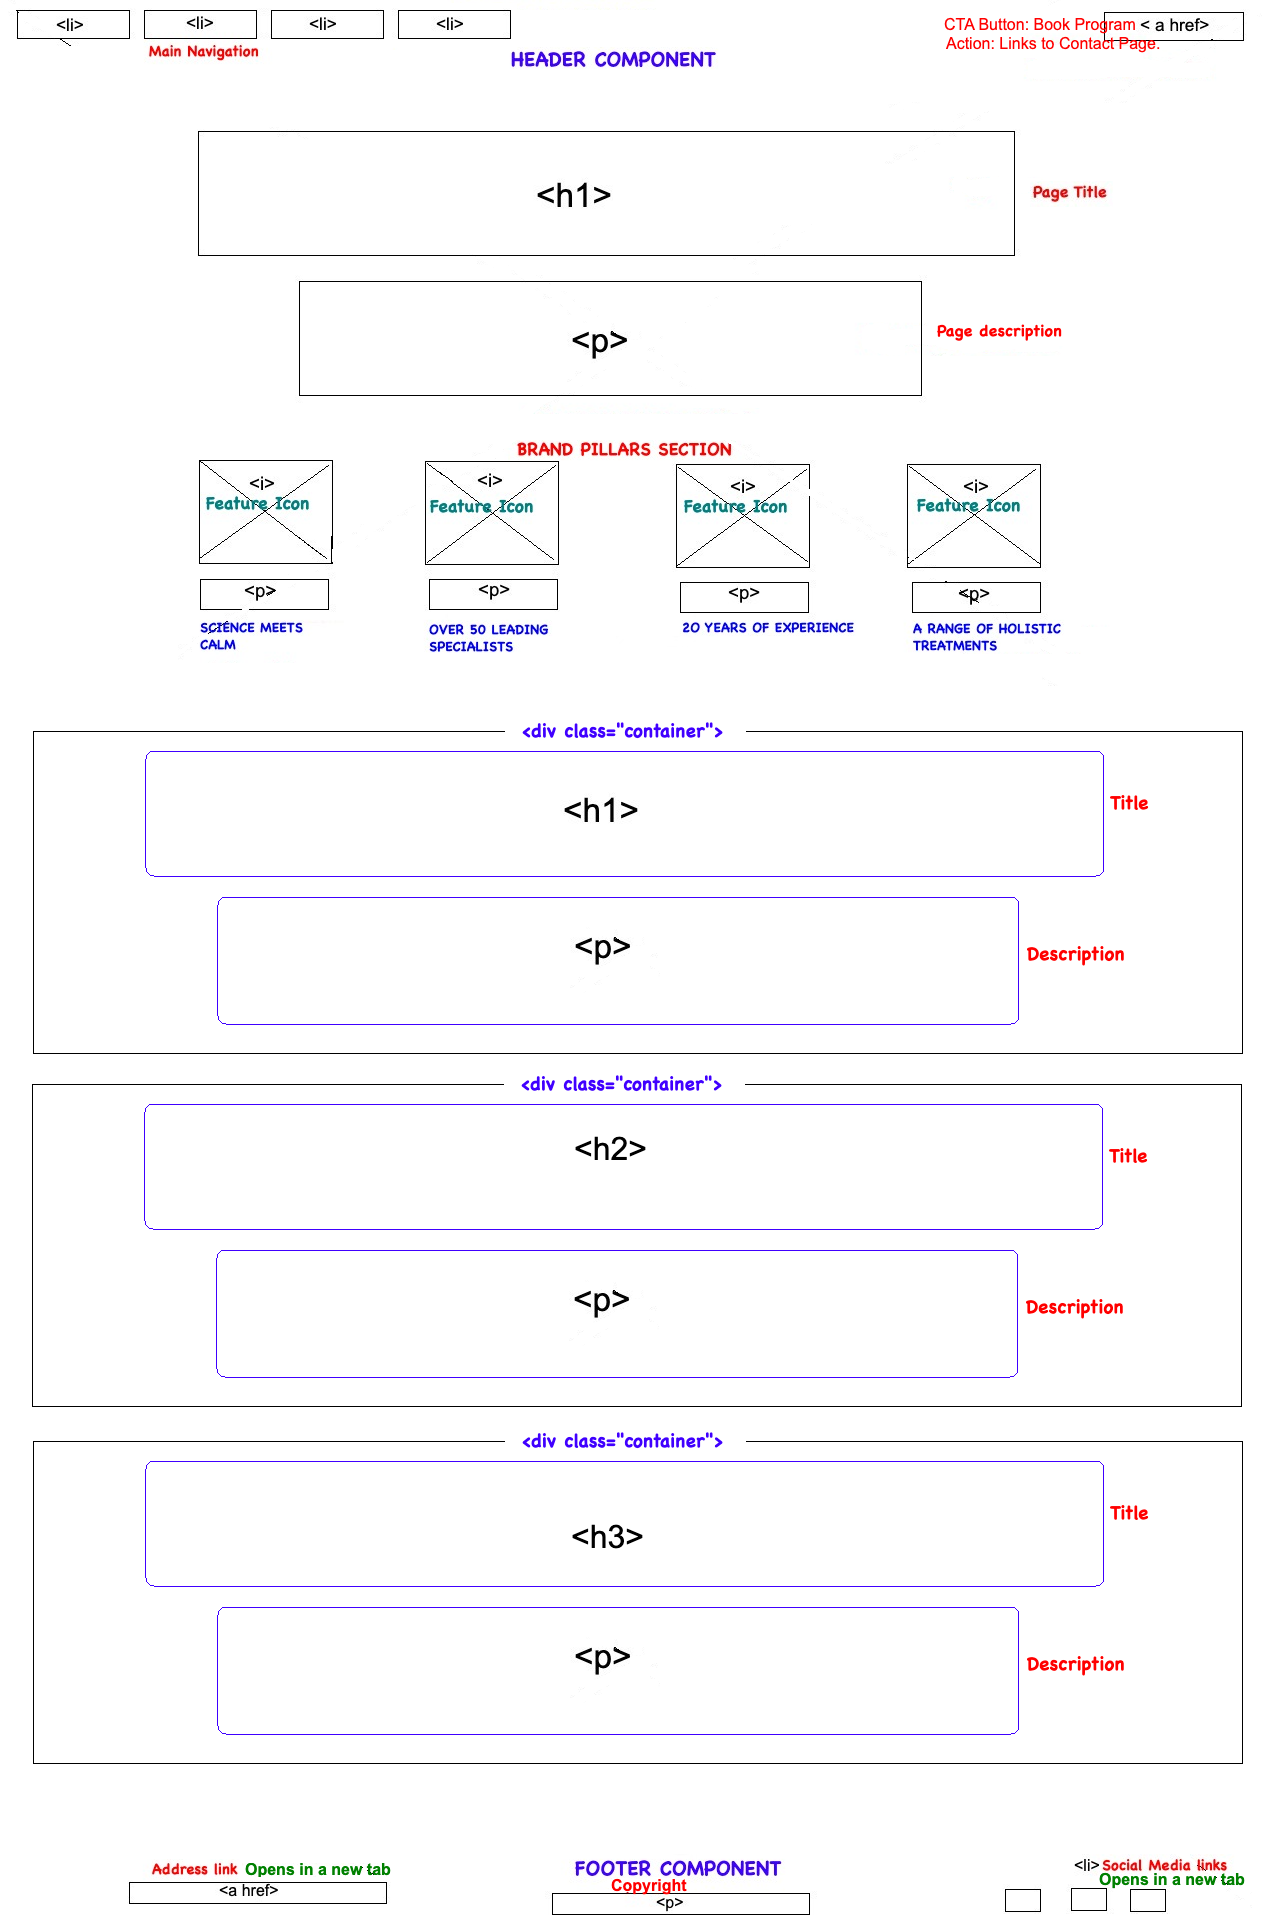 <li> <li> <li> <li> CTA Button: Book Program < a href>
Main Navigation HEADER COMPONENT Action: Links to Contact Page.
<h1> Page Title
<p> Page description
BRAND PILLARS SECTION
<i> <i> <i> <i>
Feature Icon Feature Icon Feature Icon Feature Icon
<p> <p> <p> <p>
SCIENCE MEETS
CALM
OVER 50 LEADING
SPECIALISTS
20 YEARS OF EXPERIENCE
A RANGE OF HOLISTIC
TREATMENTS
<div class="container">
<h1> Title
<p> Description
<div class="container">
<h2> Title
<p> Description
<div class="container">
<h3> Title
<p> Description
Address link Opens in a new tab
<a href>
FOOTER COMPONENT
Copyright
<p>
<li> Social Media links
Opens in a new tab